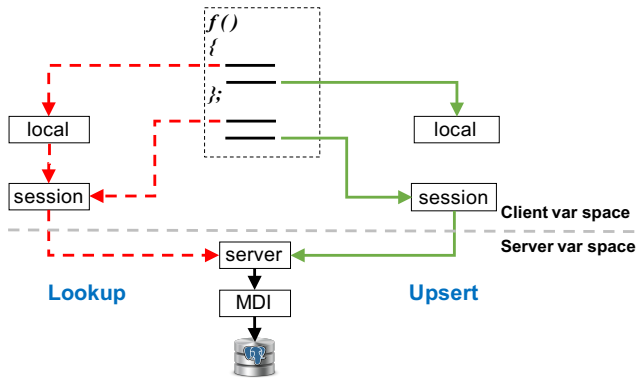 f()
{
};
local
local
session
session
Client var space
Server var space
server
Lookup
MDI
Upsert